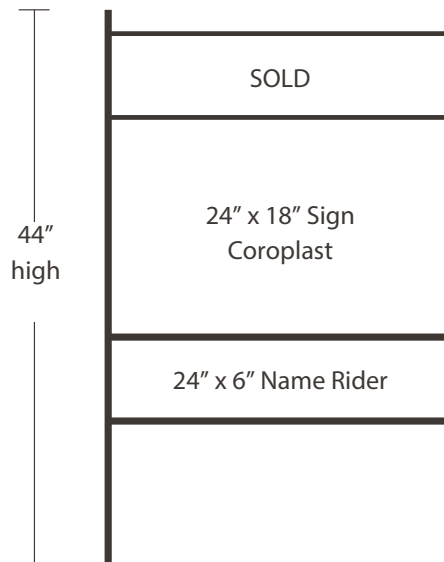 SOLD
24” x 18” Sign
Coroplast
44”
high
24” x 6” Name Rider